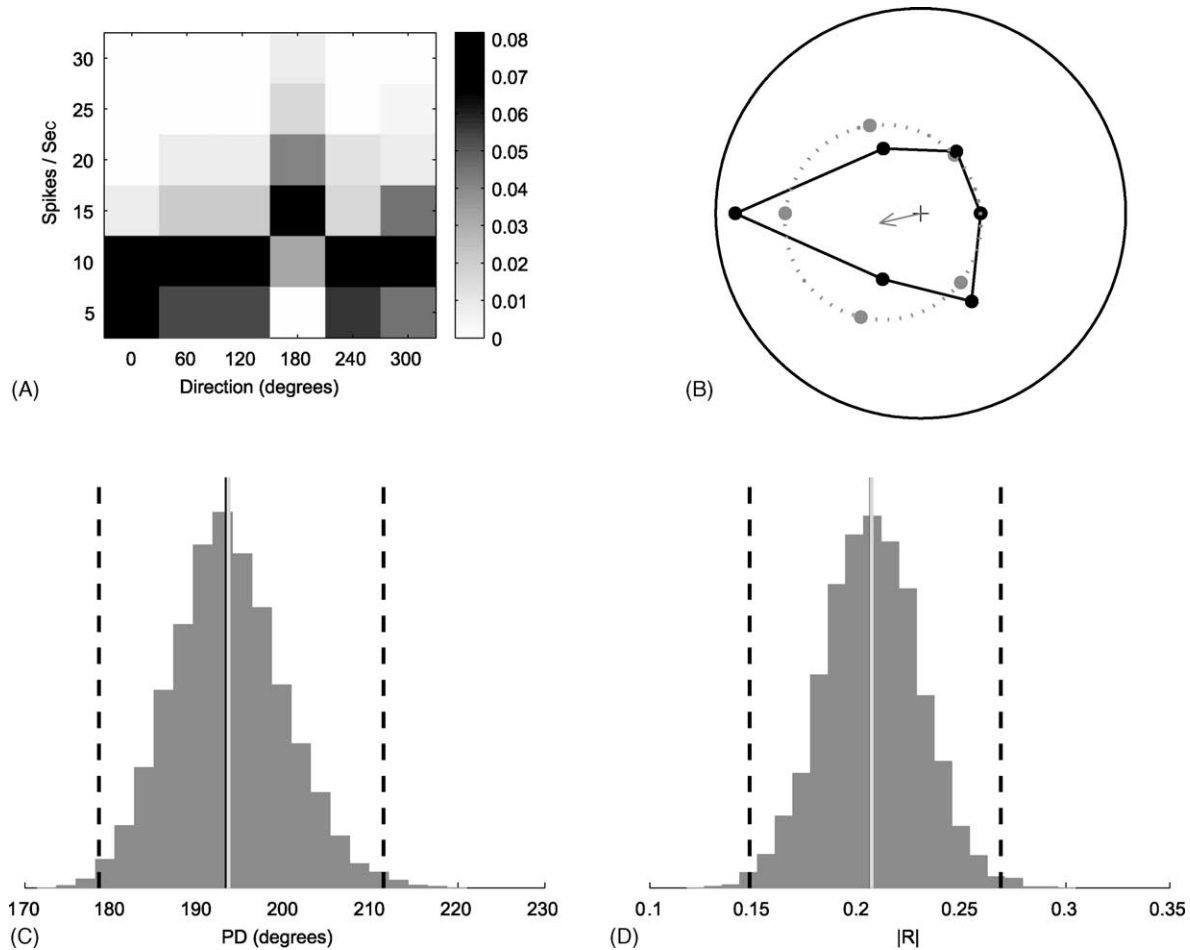 30
25
20
15
10
5
Spikes / Sec
0 60 120 180 240 300
Direction (degrees)
0.08
0.07
0.06
0.05
0.04
0.03
0.02
0.01
0
(A)
(B)
170 180 190 200 210 220 230
PD (degrees)
(C)
0.1 0.15 0.2 0.25 0.3 0.35
|R|
(D)